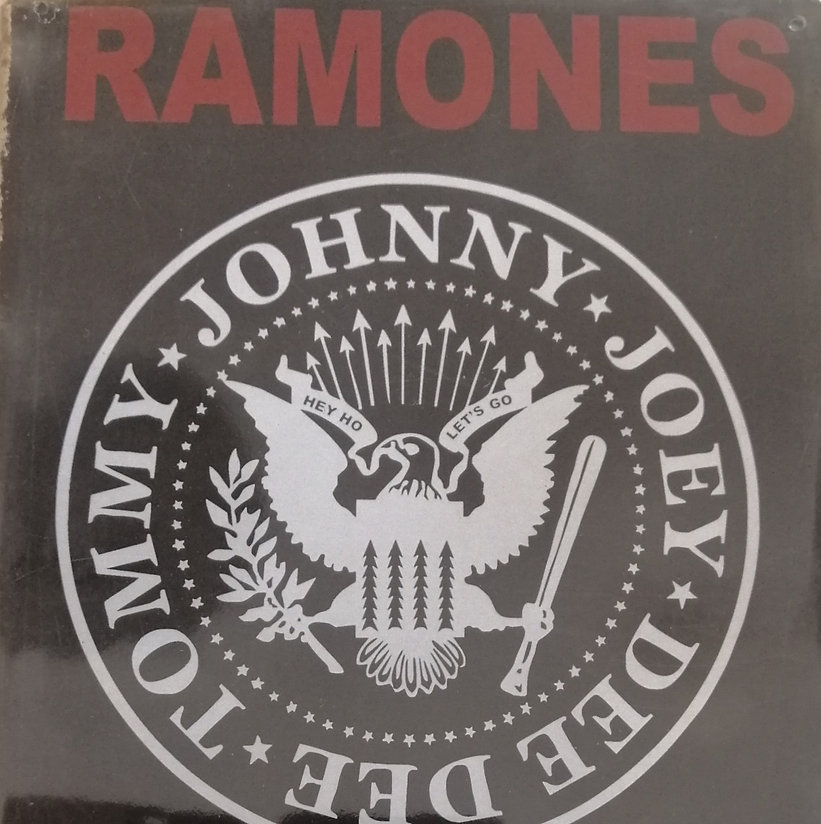 RAMONES
JOHNNY ★ JOEY ★ DEE DEE ★ TOMMY ★
HEY HO
LET'S GO